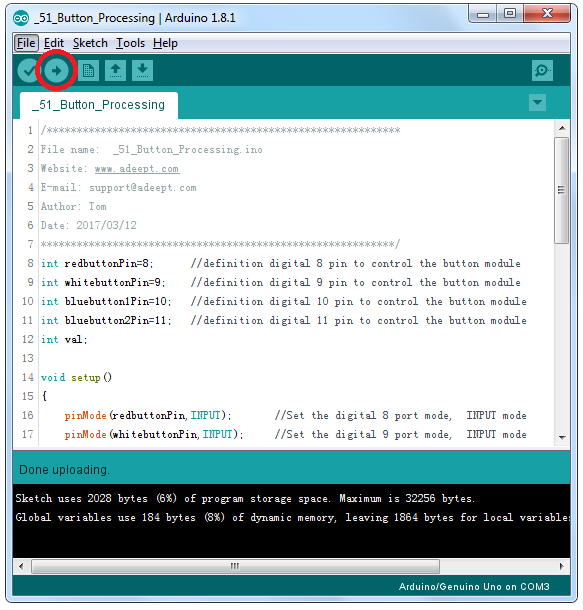 _51_Button_Processing | Arduino 1.8.1
File Edit Sketch Tools Help
_51_Button_Processing
1 /***********************************************************
2 File name: _51_Button_Processing.ino
3 Website: www.adeept.com
4 E-mail: support@adeept.com
5 Author: Tom
6 Date: 2017/03/12
7 ***********************************************************/
8 int redbuttonPin=8; //definition digital 8 pin to control the button module
9 int whitebuttonPin=9; //definition digital 9 pin to control the button module
10 int bluebutton1Pin=10; //definition digital 10 pin to control the button module
11 int bluebutton2Pin=11; //definition digital 11 pin to control the button module
12 int val;
13
14 void setup()
15 {
16 pinMode(redbuttonPin,INPUT); //Set the digital 8 port mode, INPUT mode
17 pinMode(whitebuttonPin,INPUT); //Set the digital 9 port mode, INPUT mode
Done uploading.
Sketch uses 2028 bytes (6%) of program storage space. Maximum is 32256 bytes.
Global variables use 184 bytes (8%) of dynamic memory, leaving 1864 bytes for local variable
Arduino/Genuino Uno on COM3